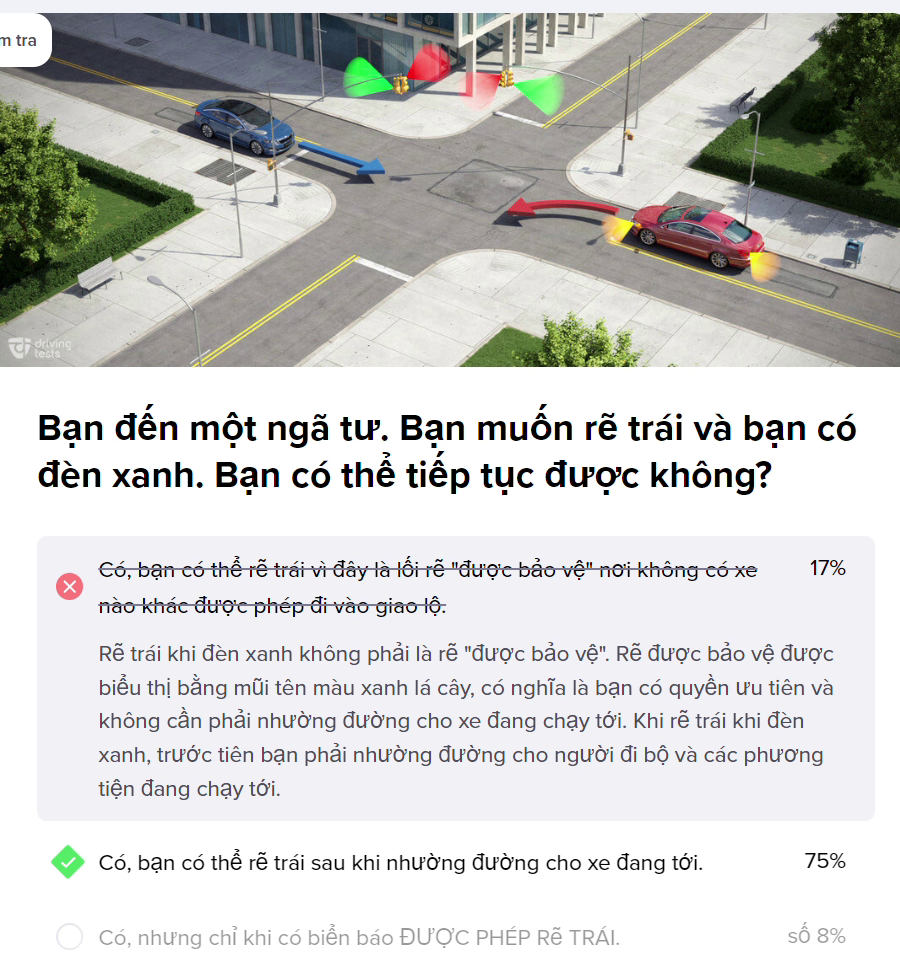 m tra
driving
tests
Bạn đến một ngã tư. Bạn muốn rẽ trái và bạn có
đèn xanh. Bạn có thể tiếp tục được không?
Có, bạn có thể rẽ trái vì đây là lối rẽ "được bảo vệ" nơi không có xe
17%
nào khác được phép đi vào giao lộ.
Rẽ trái khi đèn xanh không phải là rẽ "được bảo vệ". Rẽ được bảo vệ được
biểu thị bằng mũi tên màu xanh lá cây, có nghĩa là bạn có quyền ưu tiên và
không cần phải nhường đường cho xe đang chạy tới. Khi rẽ trái khi đèn
xanh, trước tiên bạn phải nhường đường cho người đi bộ và các phương
tiện đang chạy tới.
Có, bạn có thể rẽ trái sau khi nhường đường cho xe đang tới.
75%
Có, nhưng chỉ khi có biển báo ĐƯỢC PHÉP RẼ TRÁI.
số 8%